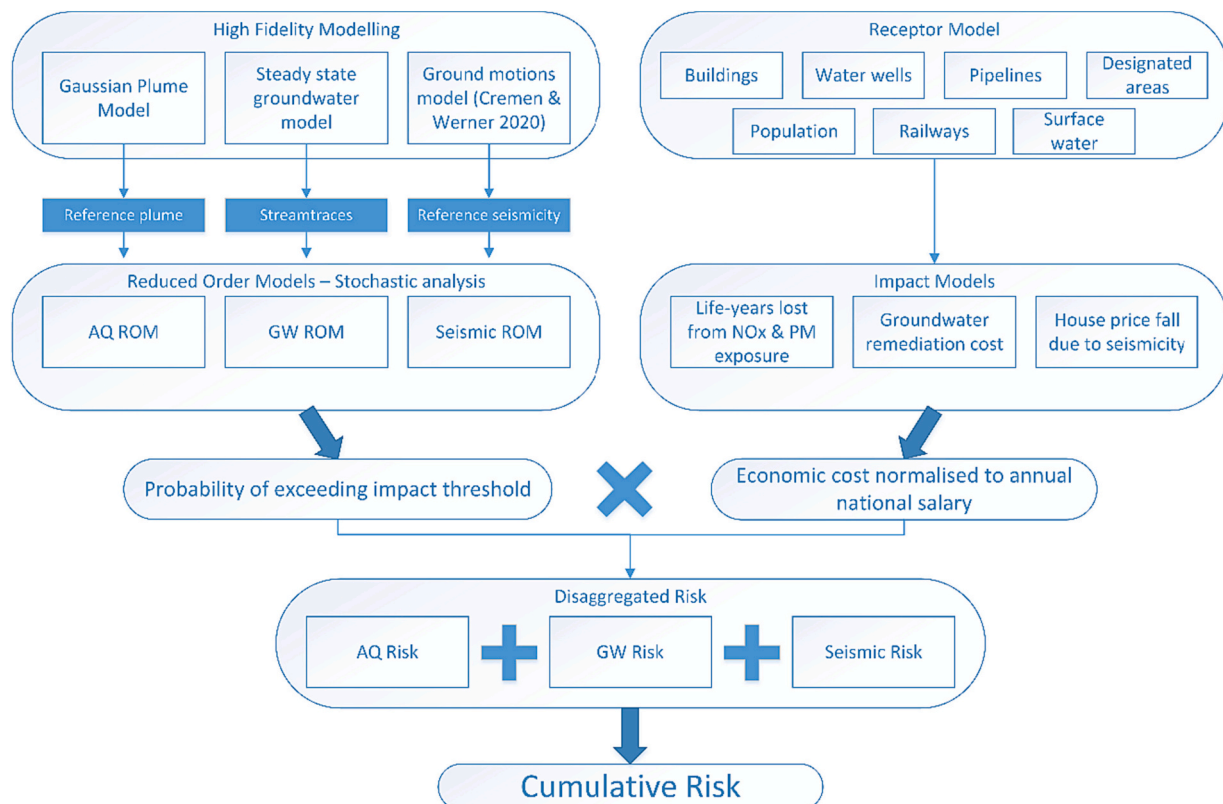 High Fidelity Modelling
Gaussian Plume
Model
Steady state
groundwater
model
Ground motions
model (Cremen &
Werner 2020)
Reference plume
Streamtraces
Reference seismicity
Reduced Order Models – Stochastic analysis
AQ ROM
GW ROM
Seismic ROM
Receptor Model
Buildings
Water wells
Pipelines
Designated
areas
Population
Railways
Surface
water
Impact Models
Life-years lost
from NOx & PM
exposure
Groundwater
remediation cost
House price fall
due to seismicity
Probability of exceeding impact threshold
Economic cost normalised to annual
national salary
Disaggregated Risk
AQ Risk
GW Risk
Seismic Risk
Cumulative Risk